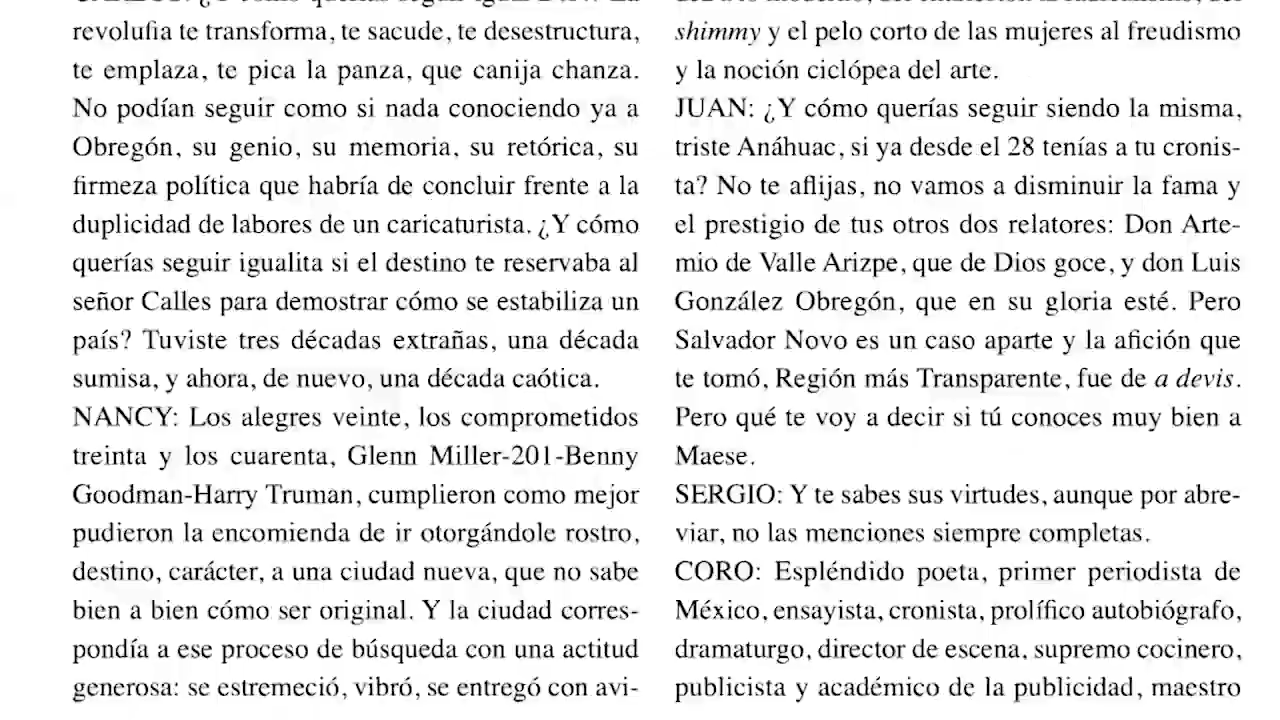 revolufia te transforma, te sacude, te desestructura,
te emplaza, te pica la panza, que canija chanza.
No podían seguir como si nada conociendo ya a
Obregón, su genio, su memoria, su retórica, su
firmeza política que habría de concluir frente a la
duplicidad de labores de un caricaturista. ¿Y cómo
querías seguir igualita si el destino te reservaba al
señor Calles para demostrar cómo se estabiliza un
país? Tuviste tres décadas extrañas, una década
sumisa, y ahora, de nuevo, una década caótica.
NANCY: Los alegres veinte, los comprometidos
treinta y los cuarenta, Glenn Miller-201-Benny
Goodman-Harry Truman, cumplieron como mejor
pudieron la encomienda de ir otorgándole rostro,
destino, carácter, a una ciudad nueva, que no sabe
bien a bien cómo ser original. Y la ciudad corres-
pondía a ese proceso de búsqueda con una actitud
generosa: se estremeció, vibró, se entregó con avi-
shimmy y el pelo corto de las mujeres al freudismo
y la noción ciclópea del arte.
JUAN: ¿Y cómo querías seguir siendo la misma,
triste Anáhuac, si ya desde el 28 tenías a tu cronis-
ta? No te aflijas, no vamos a disminuir la fama y
el prestigio de tus otros dos relatores: Don Arte-
mio de Valle Arizpe, que de Dios goce, y don Luis
González Obregón, que en su gloria esté. Pero
Salvador Novo es un caso aparte y la afición que
te tomó, Región más Transparente, fue de a devis.
Pero qué te voy a decir si tú conoces muy bien a
Maese.
SERGIO: Y te sabes sus virtudes, aunque por abre-
viar, no las menciones siempre completas.
CORO: Espléndido poeta, primer periodista de
México, ensayista, cronista, prolífico autobiógrafo,
dramaturgo, director de escena, supremo cocinero,
publicista y académico de la publicidad, maestro